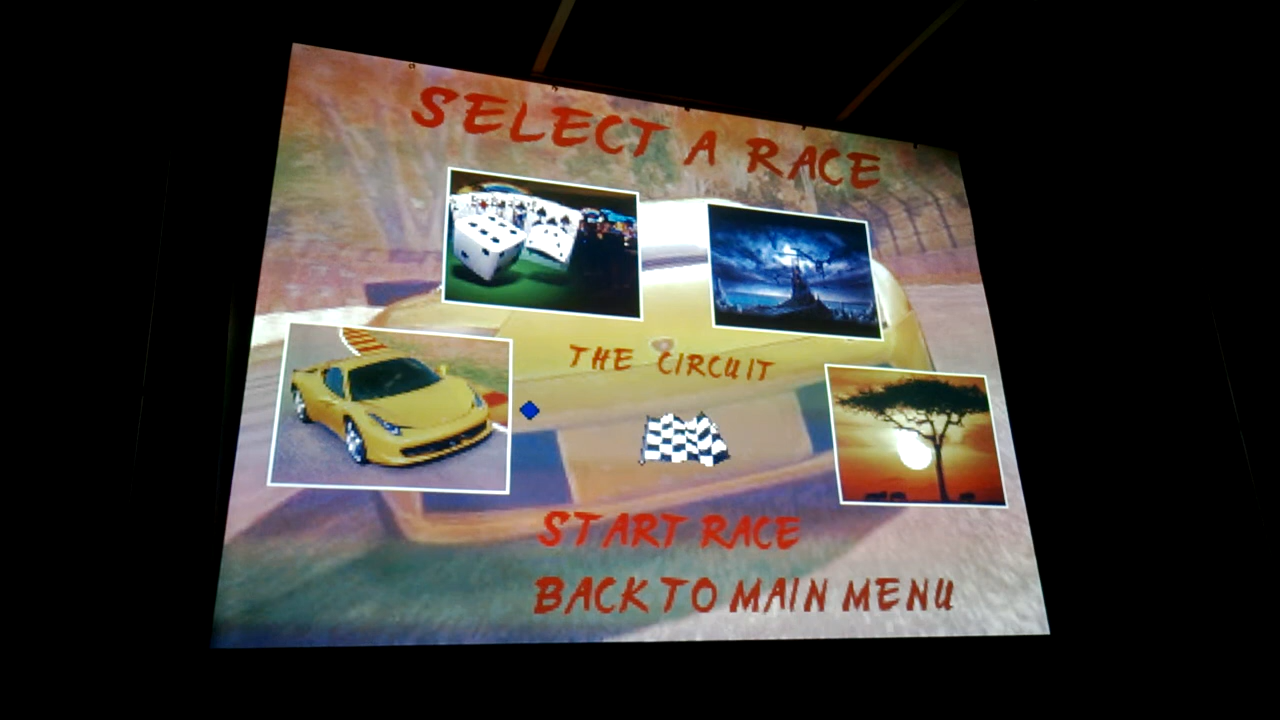 SELECT A RACE
THE CIRCUIT
START RACE
BACK TO MAIN MENU